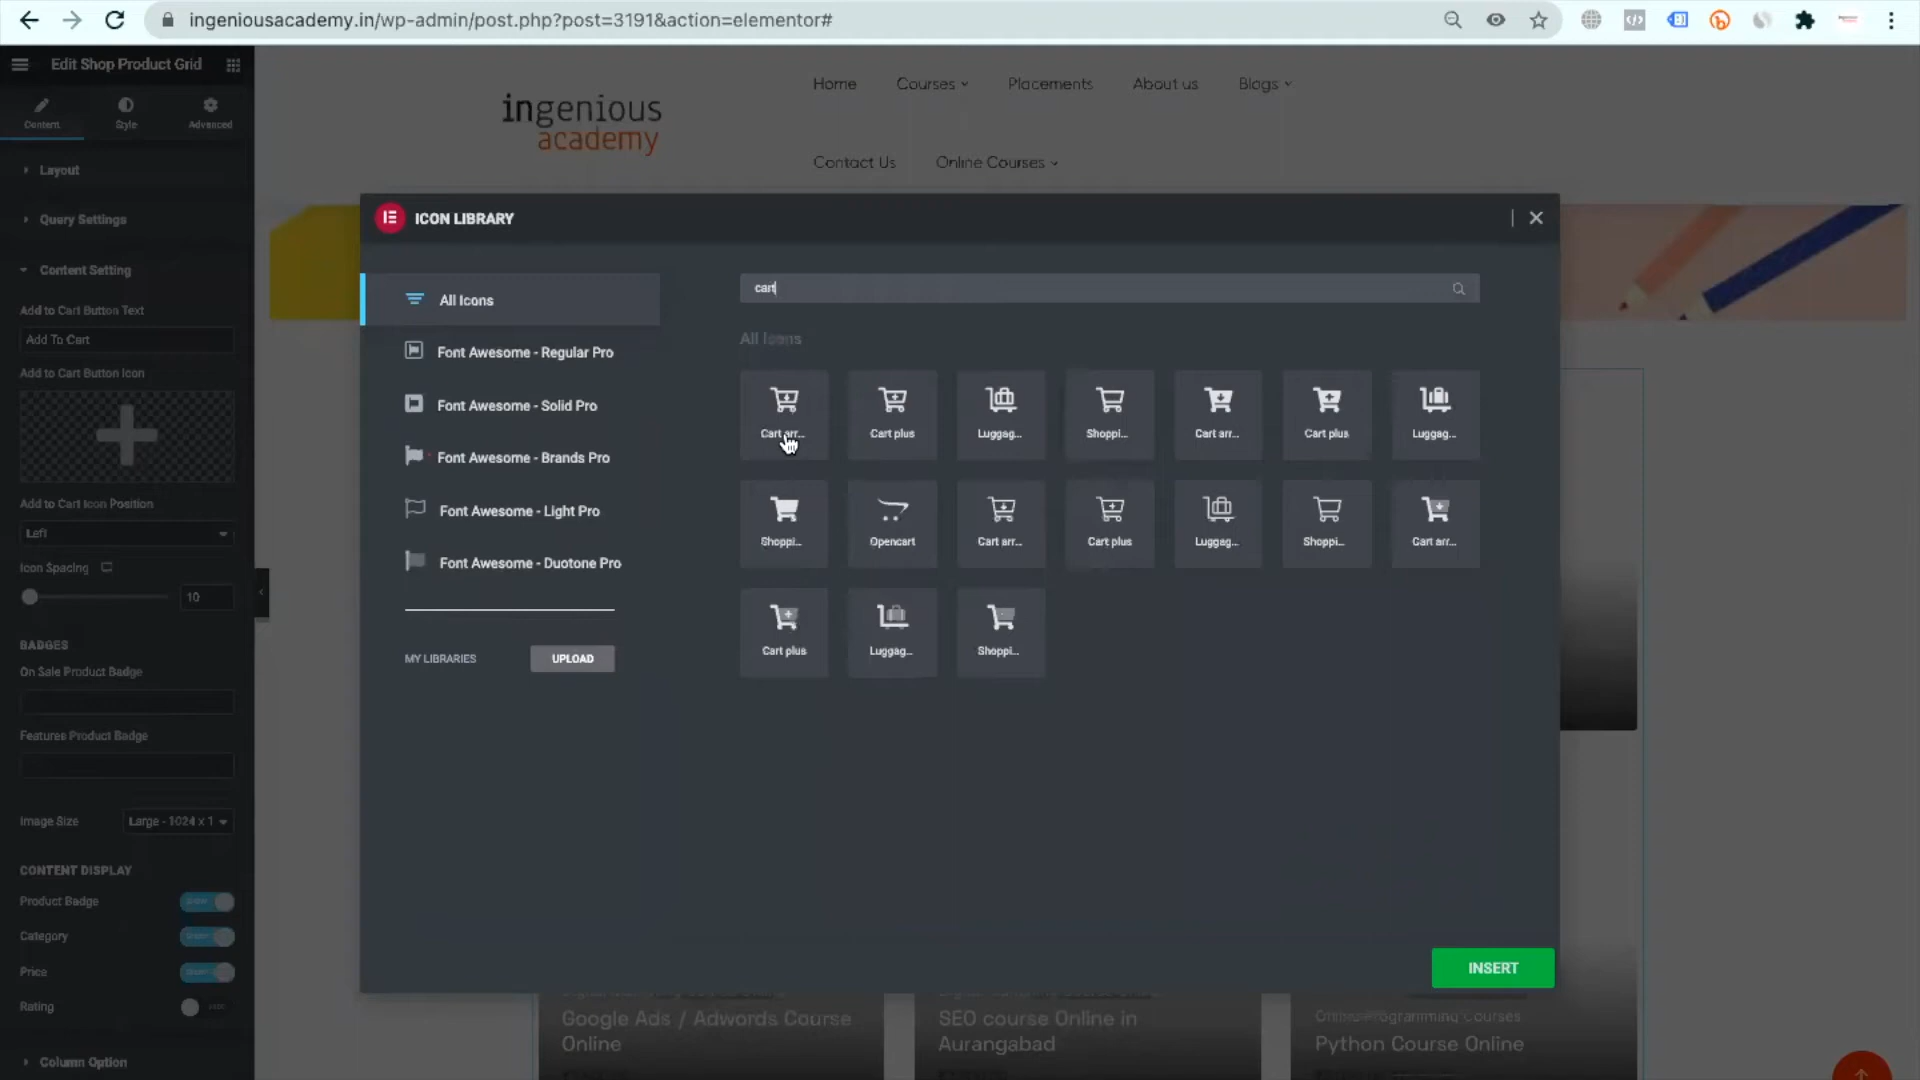 ingeniousacademy.in/wp-admin/post.php?post=3191&action=elementor#
Edit Shop Product Grid
Content
Style
Advanced
Layout
Query Settings
Content Setting
Add to Cart Button Text
Add To Cart
Add to Cart Button Icon
Add to Cart Icon Position
Left
Icon Spacing
10
BADGES
On Sale Product Badge
Features Product Badge
Image Size
Large - 1024 x 1
CONTENT DISPLAY
Product Badge
Category
Price
Rating
Column Option
ingenious
academy
Home
Courses
Placements
About us
Blogs
Contact Us
Online Courses
ICON LIBRARY
All Icons
Font Awesome - Regular Pro
Font Awesome - Solid Pro
Font Awesome - Brands Pro
Font Awesome - Light Pro
Font Awesome - Duotone Pro
MY LIBRARIES
UPLOAD
cart
All Icons
Cart arr...
Cart plus
Luggag...
Shoppi...
Cart arr...
Cart plus
Luggag...
Shoppi...
Opencart
Cart arr...
Cart plus
Luggag...
Shoppi...
Cart arr...
Cart plus
Luggag...
Shoppi...
INSERT
Google Ads / Adwords Course
Online
SEO course Online in
Aurangabad
Online Programming Courses
Python Course Online